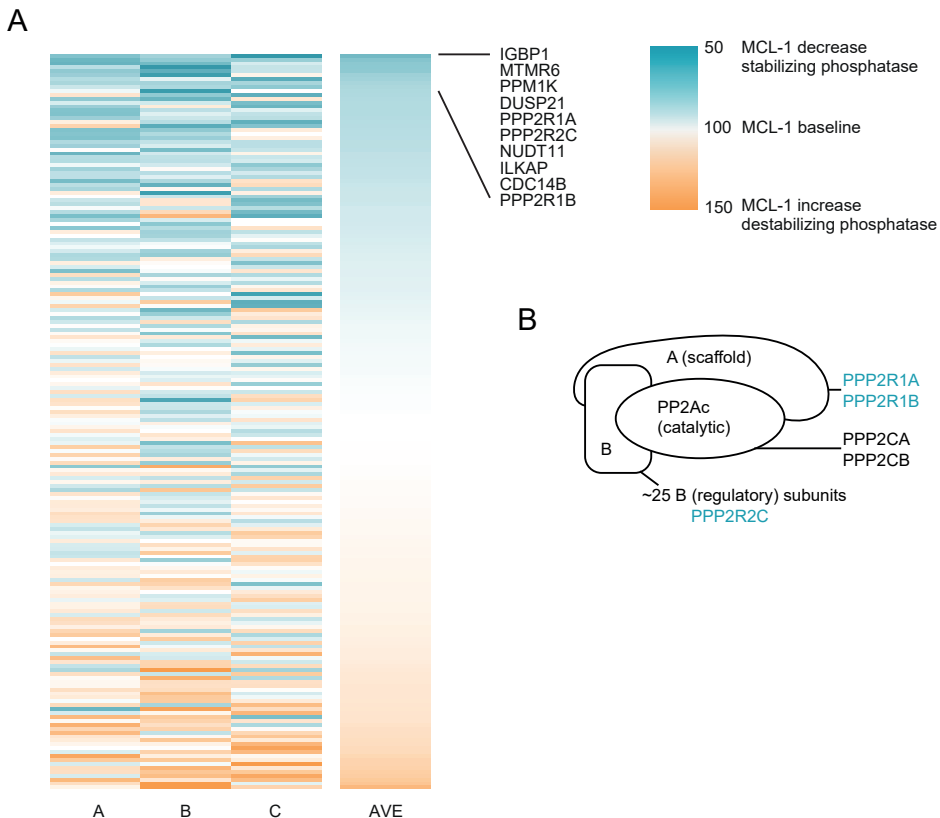 A
IGBP1
MTMR6
PPM1K
DUSP21
PPP2R1A
PPP2R2C
NUDT11
ILKAP
CDC14B
PPP2R1B
50
MCL-1 decrease
stabilizing phosphatase
100
MCL-1 baseline
150
MCL-1 increase
destabilizing phosphatase
B
A (scaffold)
PP2Ac
(catalytic)
B
PPP2R1A
PPP2R1B
PPP2CA
PPP2CB
~25 B (regulatory) subunits
PPP2R2C
A
B
C
AVE